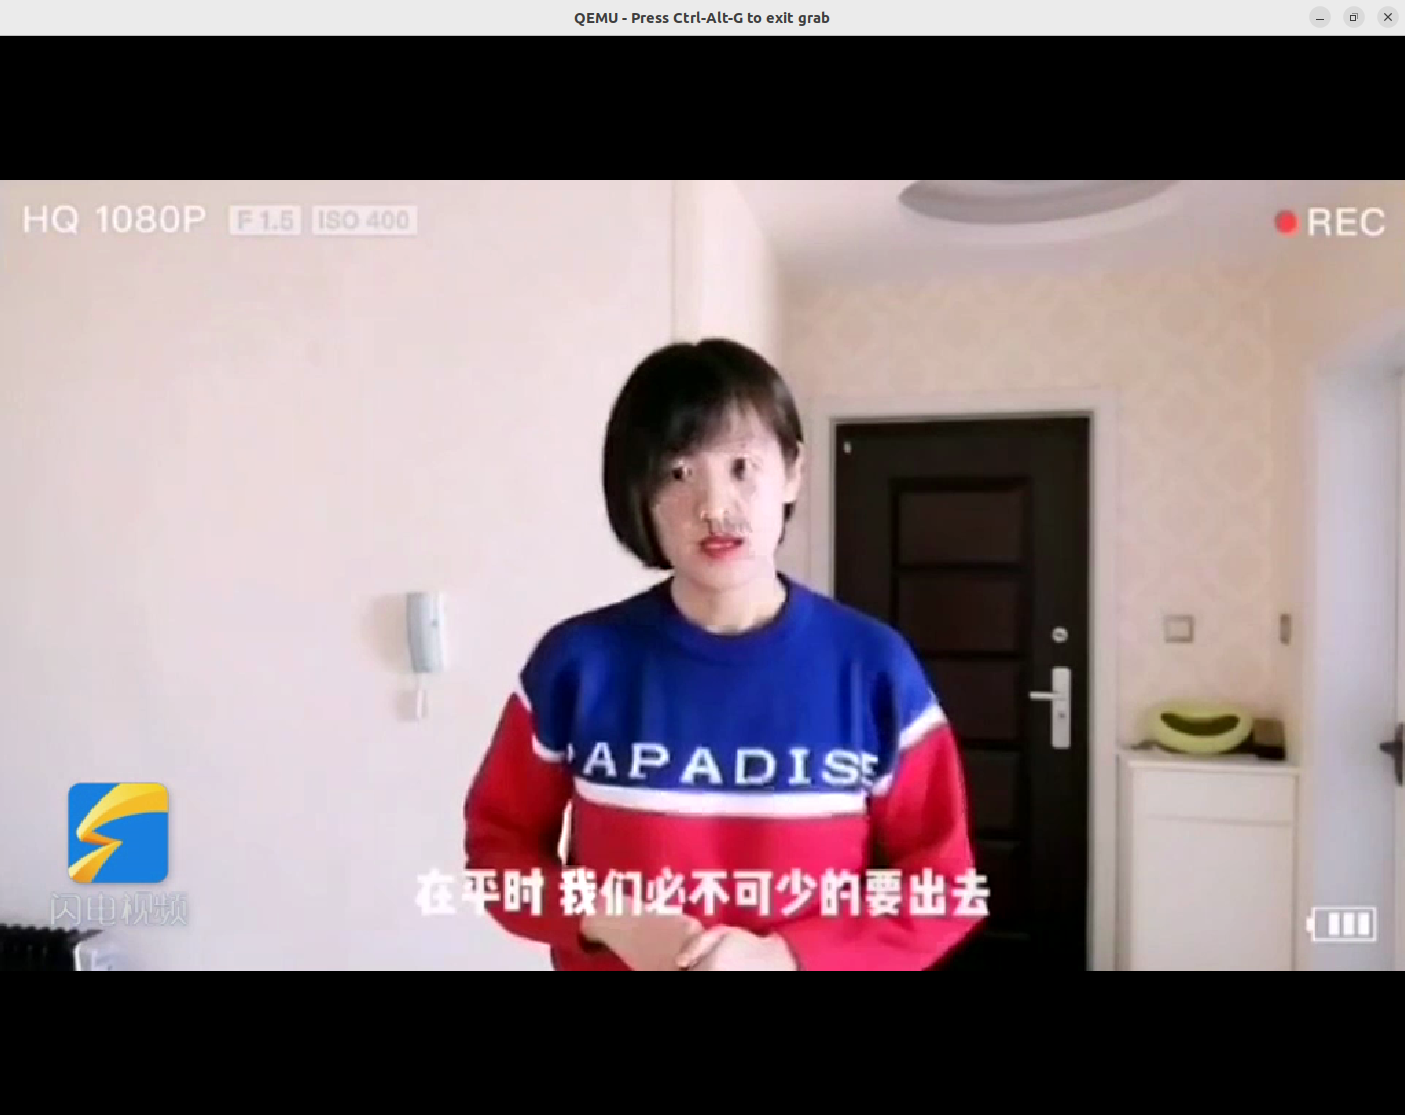 QEMU - Press Ctrl-Alt-G to exit grab
HQ 1080P F 1.5 ISO 400
REC
APADISE
在平时 我们必不可少的要出去
闪电视频